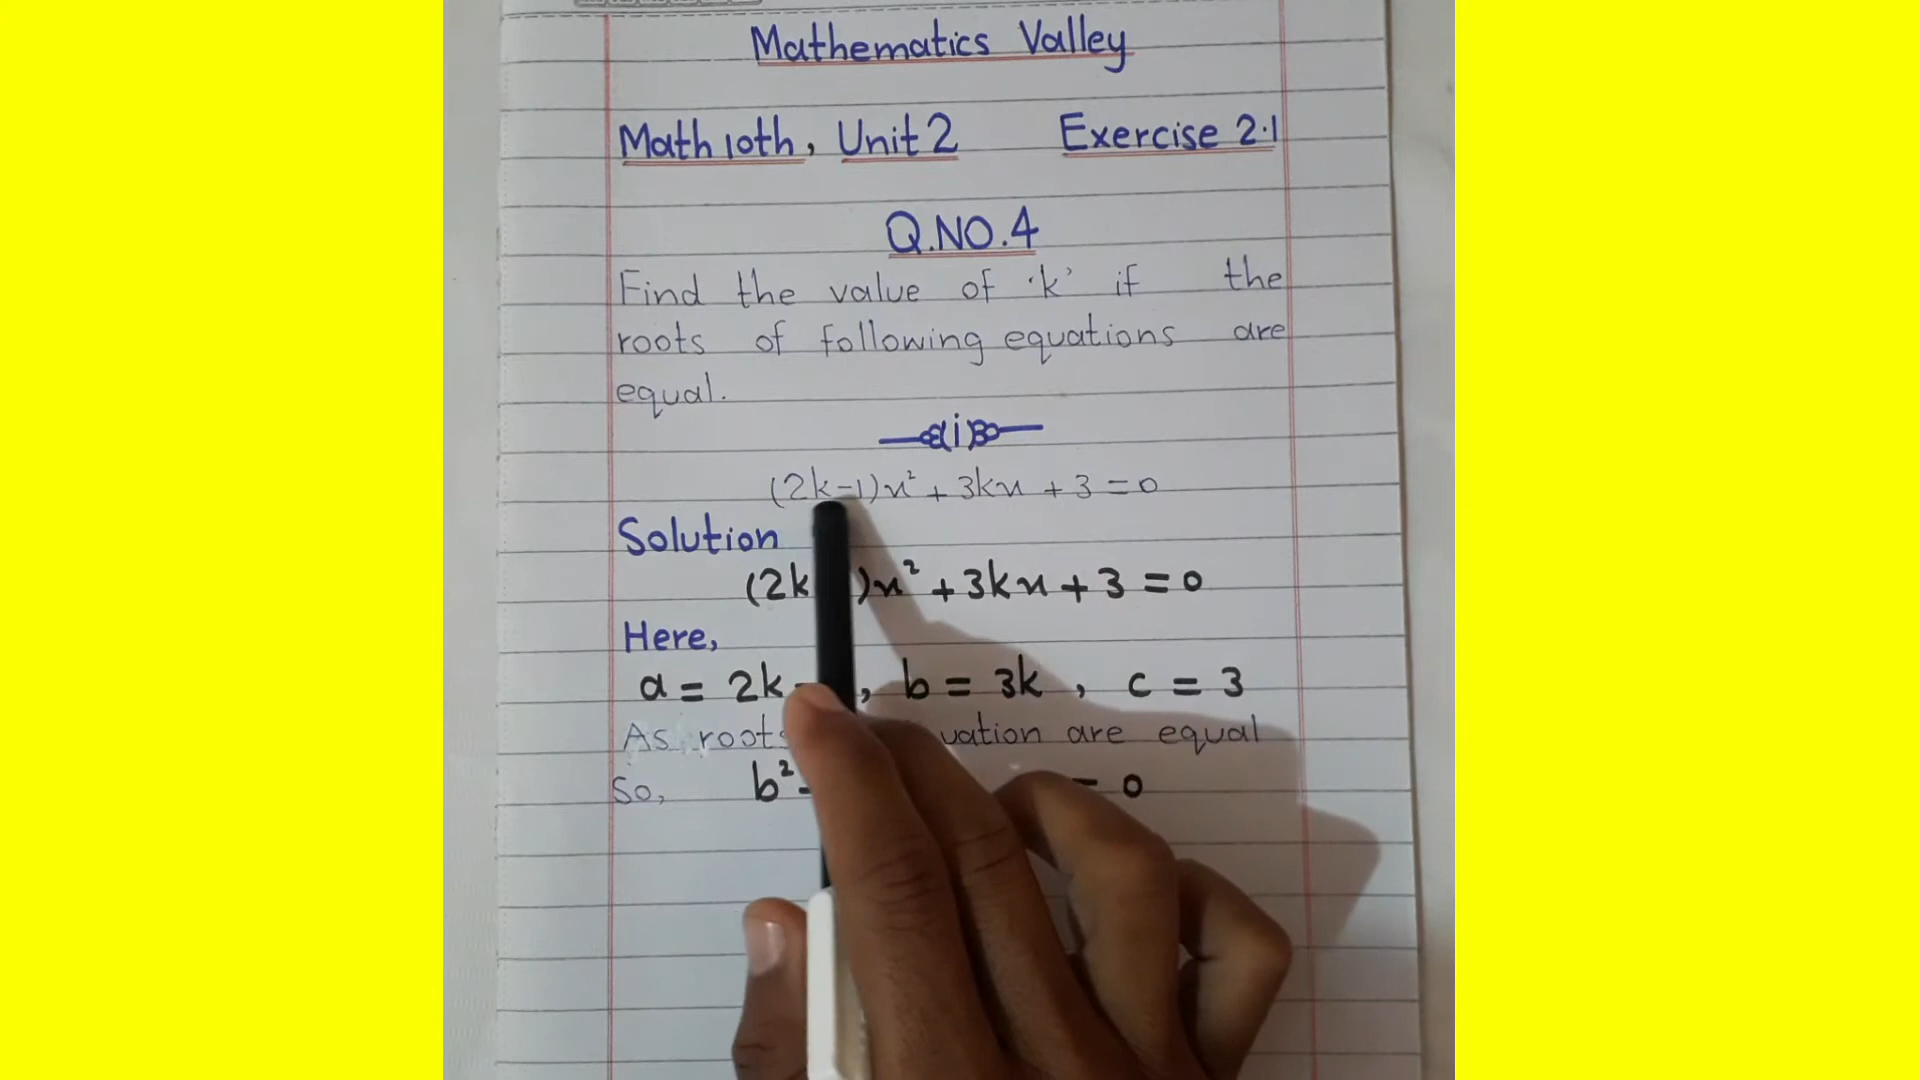 Mathematics Valley
Math 10th, Unit 2 Exercise 2.1
Q.NO.4
Find the value of 'k' if the
roots of following equations are
equal.
(i)
(2k-1)x² + 3kx + 3 = 0
Solution
(2k )x² + 3kx + 3 = 0
Here,
a = 2k - , b = 3k , c = 3
As roots are equal
So, b² - = 0